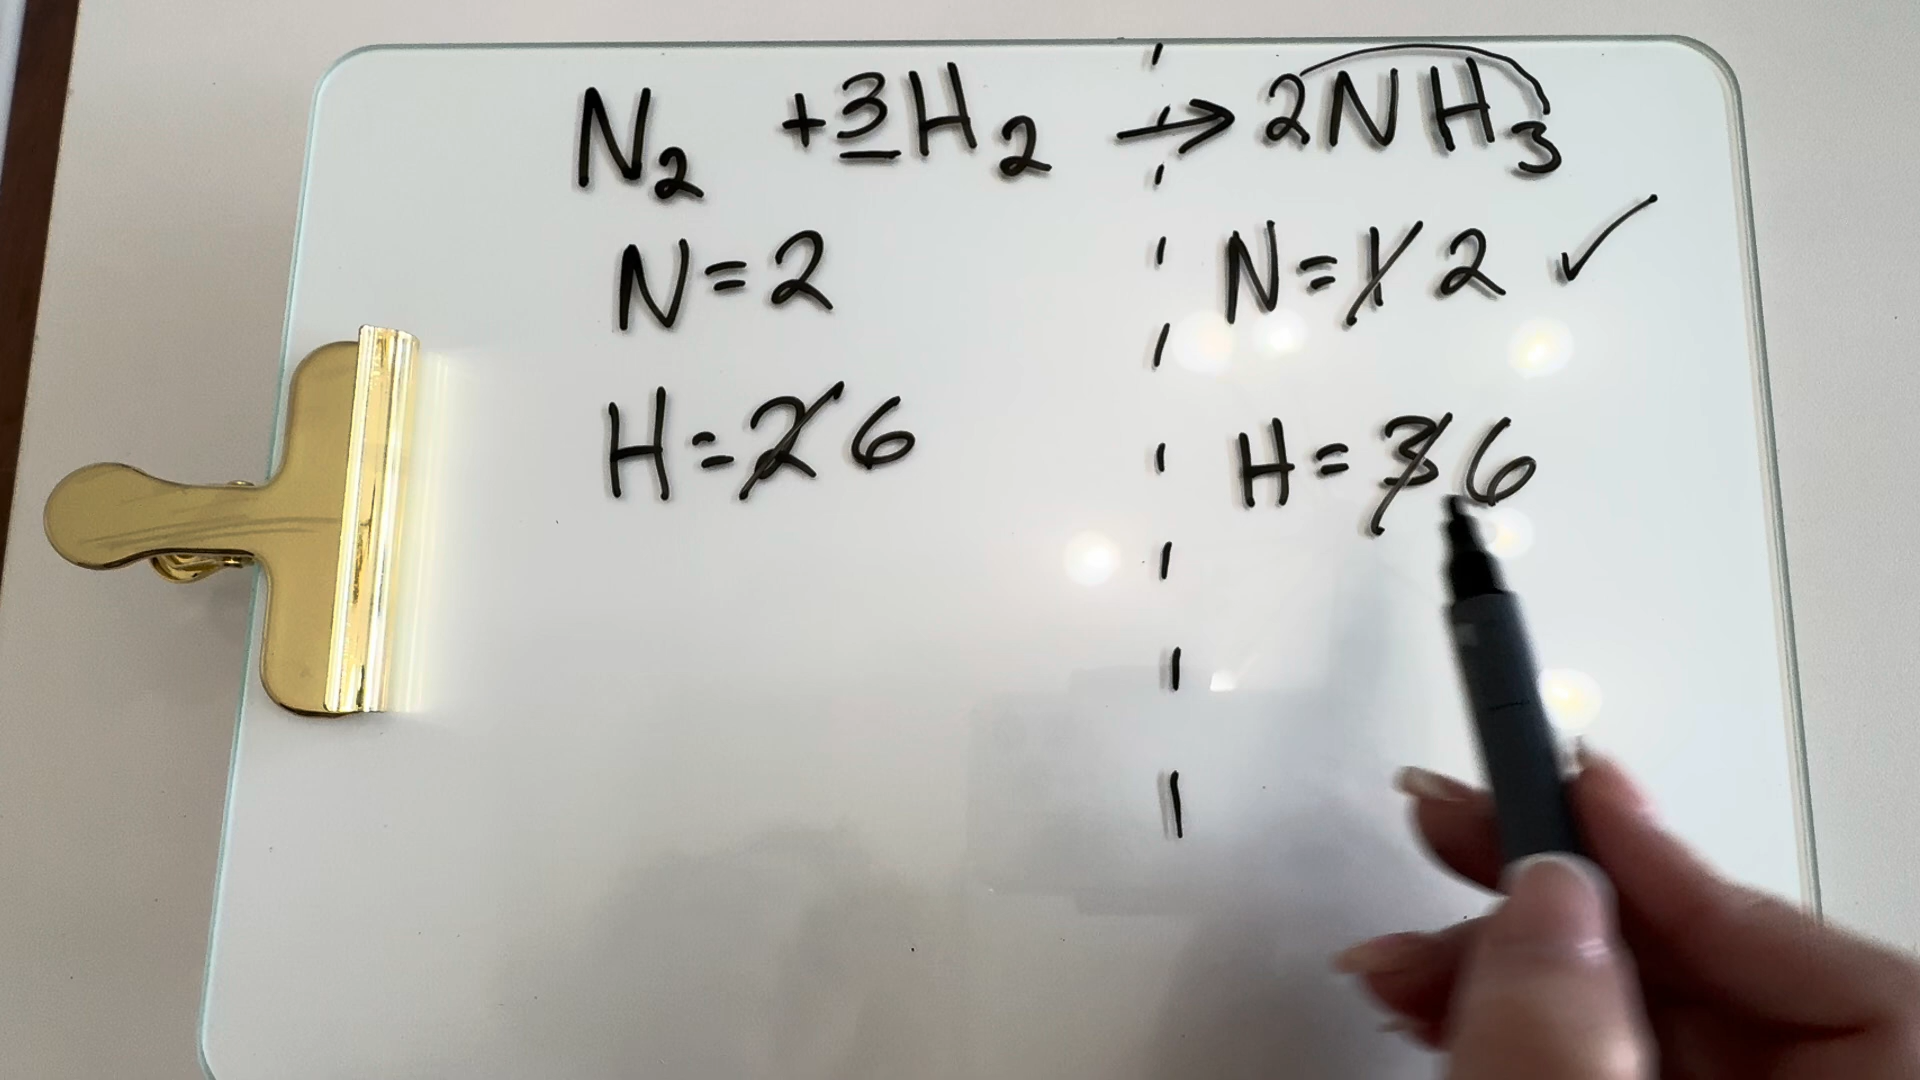 N₂ + 3H₂ → 2NH₃
N=2 N=1 2 ✓
H=2 6 H=3 6